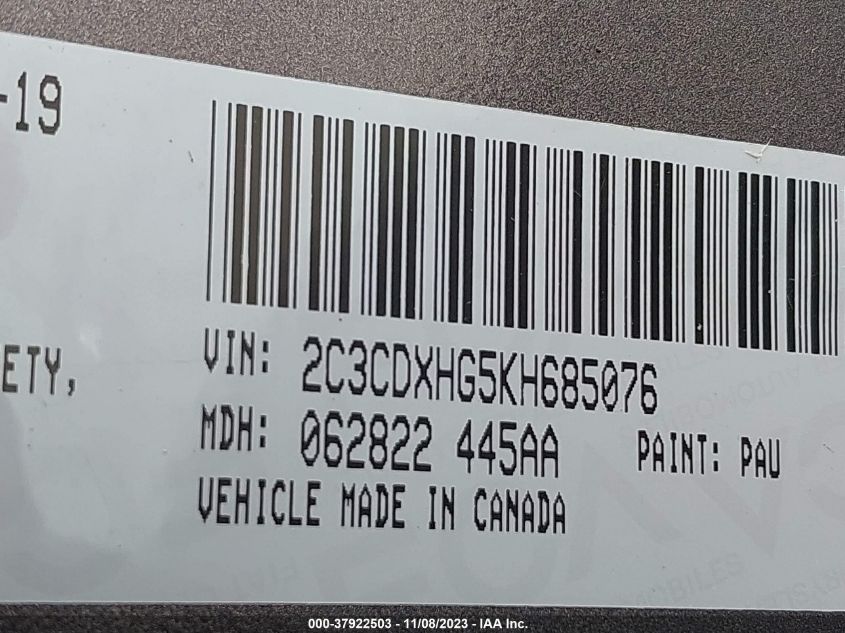 -19
ETY,
VIN: 2C3CDXHG5KH685076
MDH: 062822 445AA PAINT: PAU
VEHICLE MADE IN CANADA
000-37922503 - 11/08/2023 - IAA Inc.